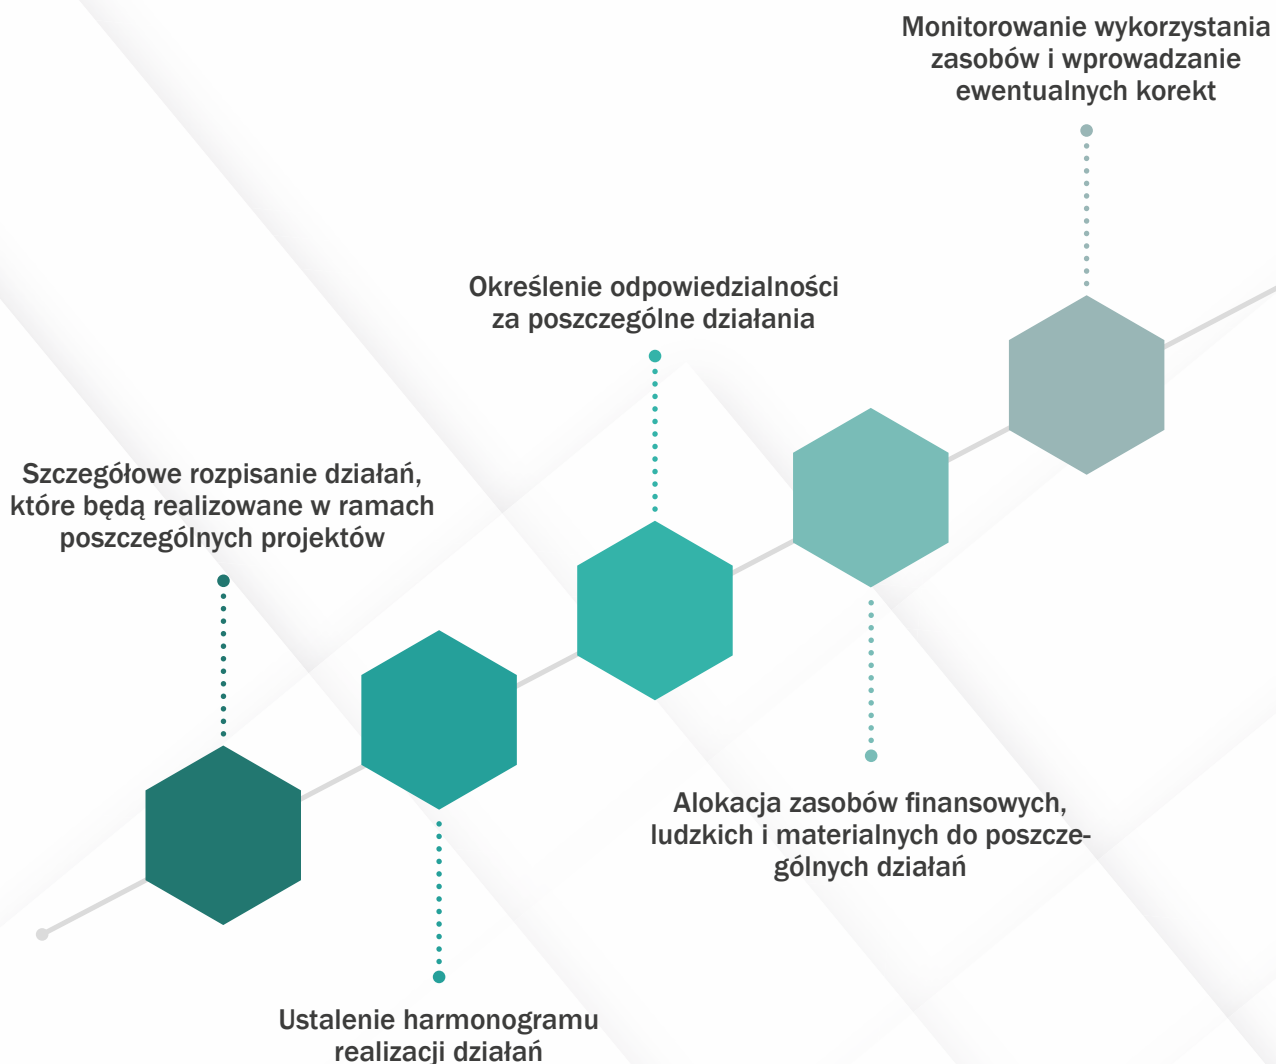 Monitorowanie wykorzystania
zasobów i wprowadzanie
ewentualnych korekt
Określenie odpowiedzialności
za poszczególne działania
Szczegółowe rozpisanie działań,
które będą realizowane w ramach
poszczególnych projektów
Alokacja zasobów finansowych,
ludzkich i materialnych do poszcze-
gólnych działań
Ustalenie harmonogramu
realizacji działań